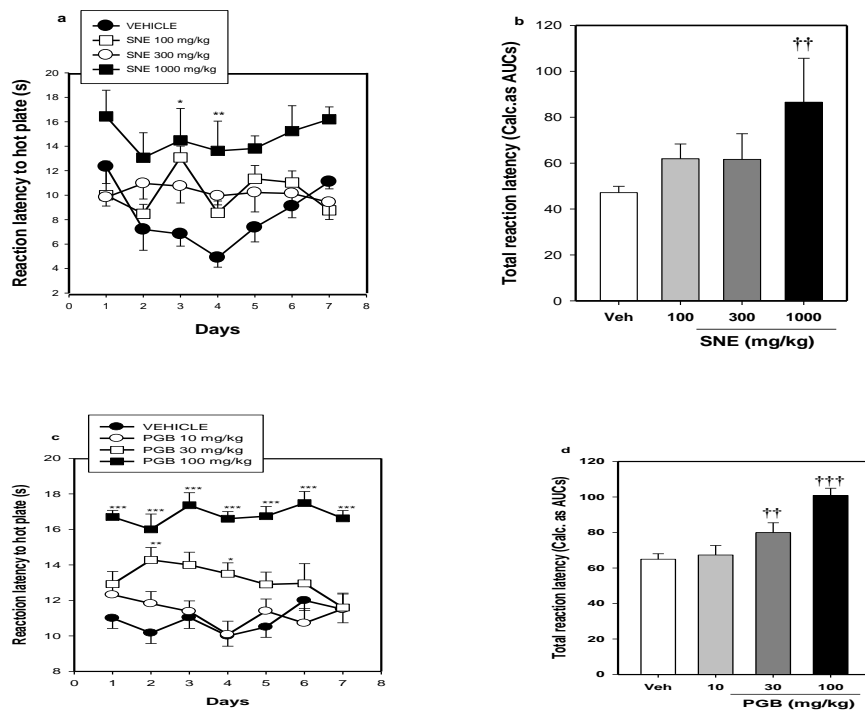 a
VEHICLE
SNE 100 mg/kg
SNE 300 mg/kg
SNE 1000 mg/kg
Reaction latency to hot plate (s)
20
18
16
14
12
10
8
6
4
2
* **
0 1 2 3 4 5 6 7 8
Days
b
Total reaction latency (Calc.as AUCs)
120
100
80
60
40
20
0
††
Veh 100 300 1000
SNE (mg/kg)
c
VEHICLE
PGB 10 mg/kg
PGB 30 mg/kg
PGB 100 mg/kg
Reactoion latency to hot plate (s)
20
18
16
14
12
10
8
*** *** *** *** *** *** ***
** *
0 1 2 3 4 5 6 7 8
Days
d
Total reaction latency (Calc. as AUCs)
120
100
80
60
40
20
0
†† †††
Veh 10 30 100
PGB (mg/kg)